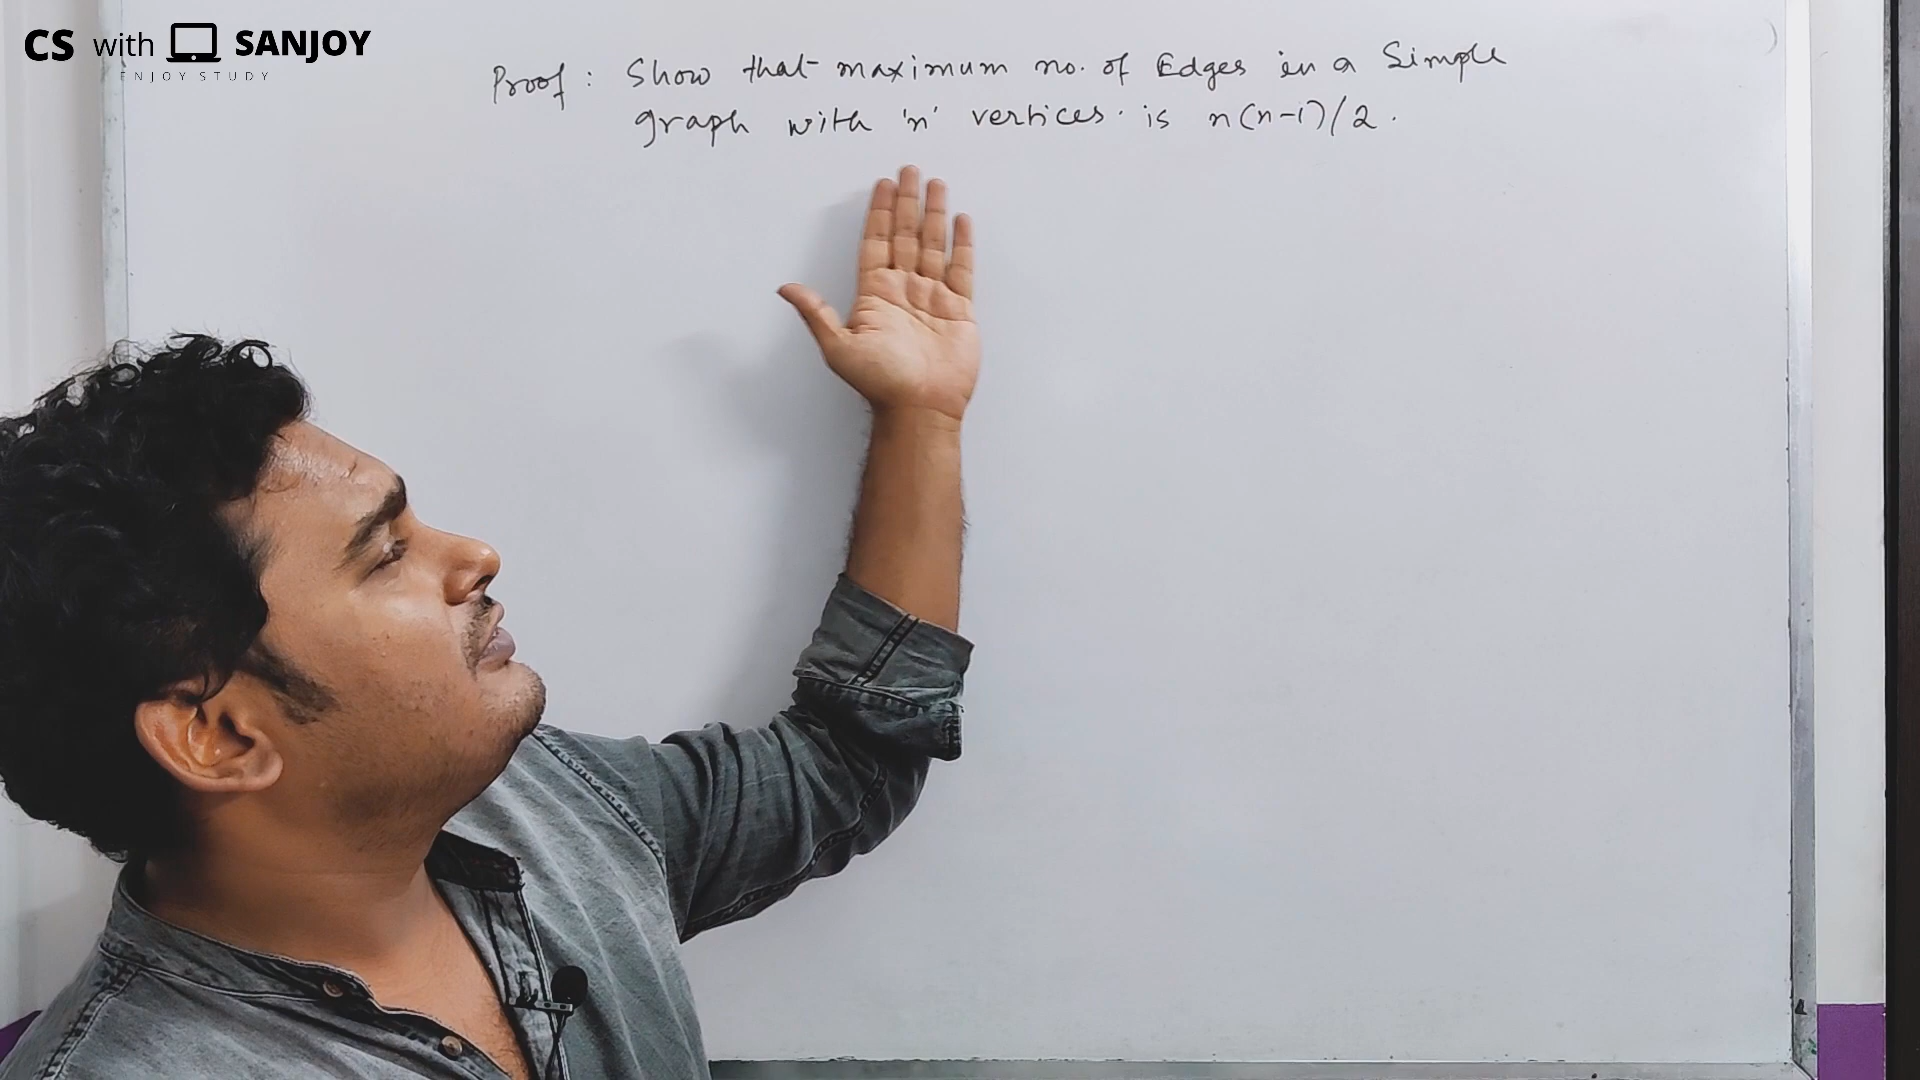 CS with SANJOY
ENJOY STUDY
Proof : Show that maximum no. of Edges in a Simple
graph with 'n' vertices is n(n-1)/2.